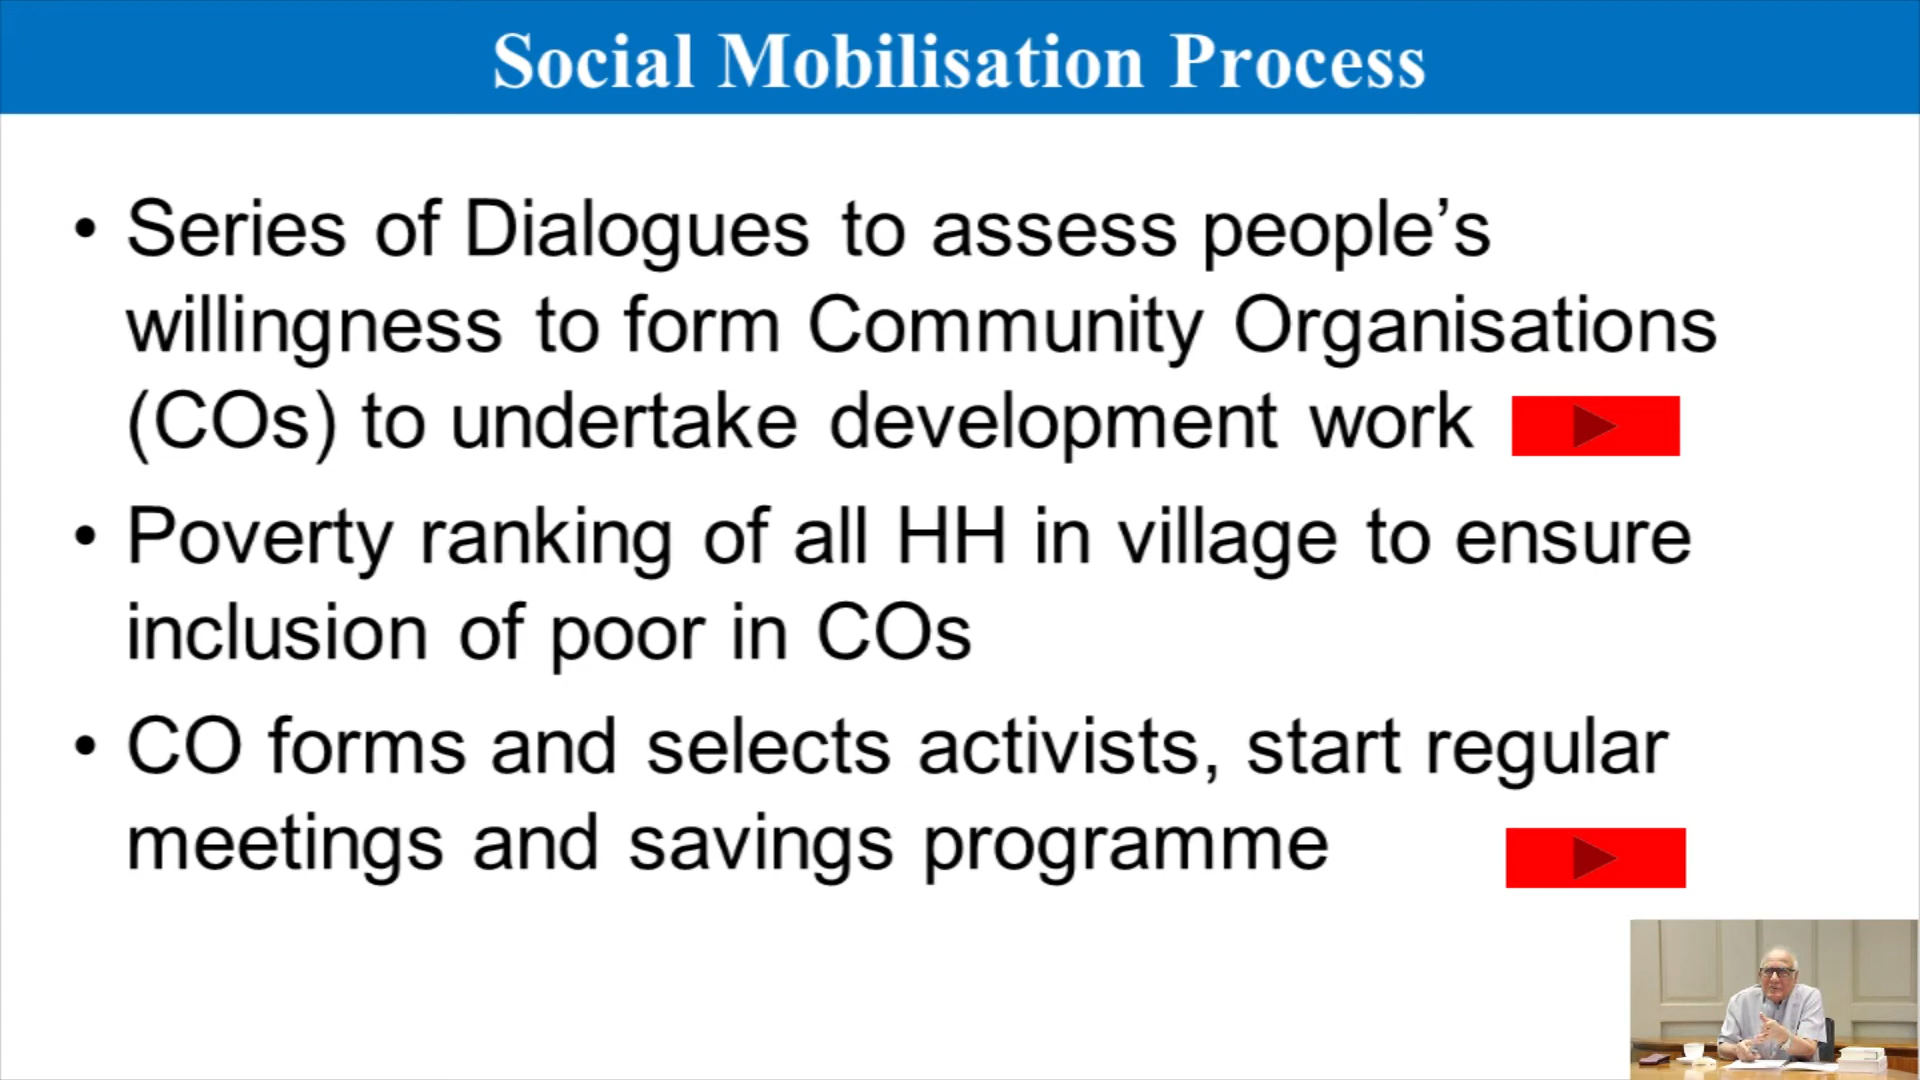 Social Mobilisation Process
• Series of Dialogues to assess people’s
willingness to form Community Organisations
(COs) to undertake development work
• Poverty ranking of all HH in village to ensure
inclusion of poor in COs
• CO forms and selects activists, start regular
meetings and savings programme